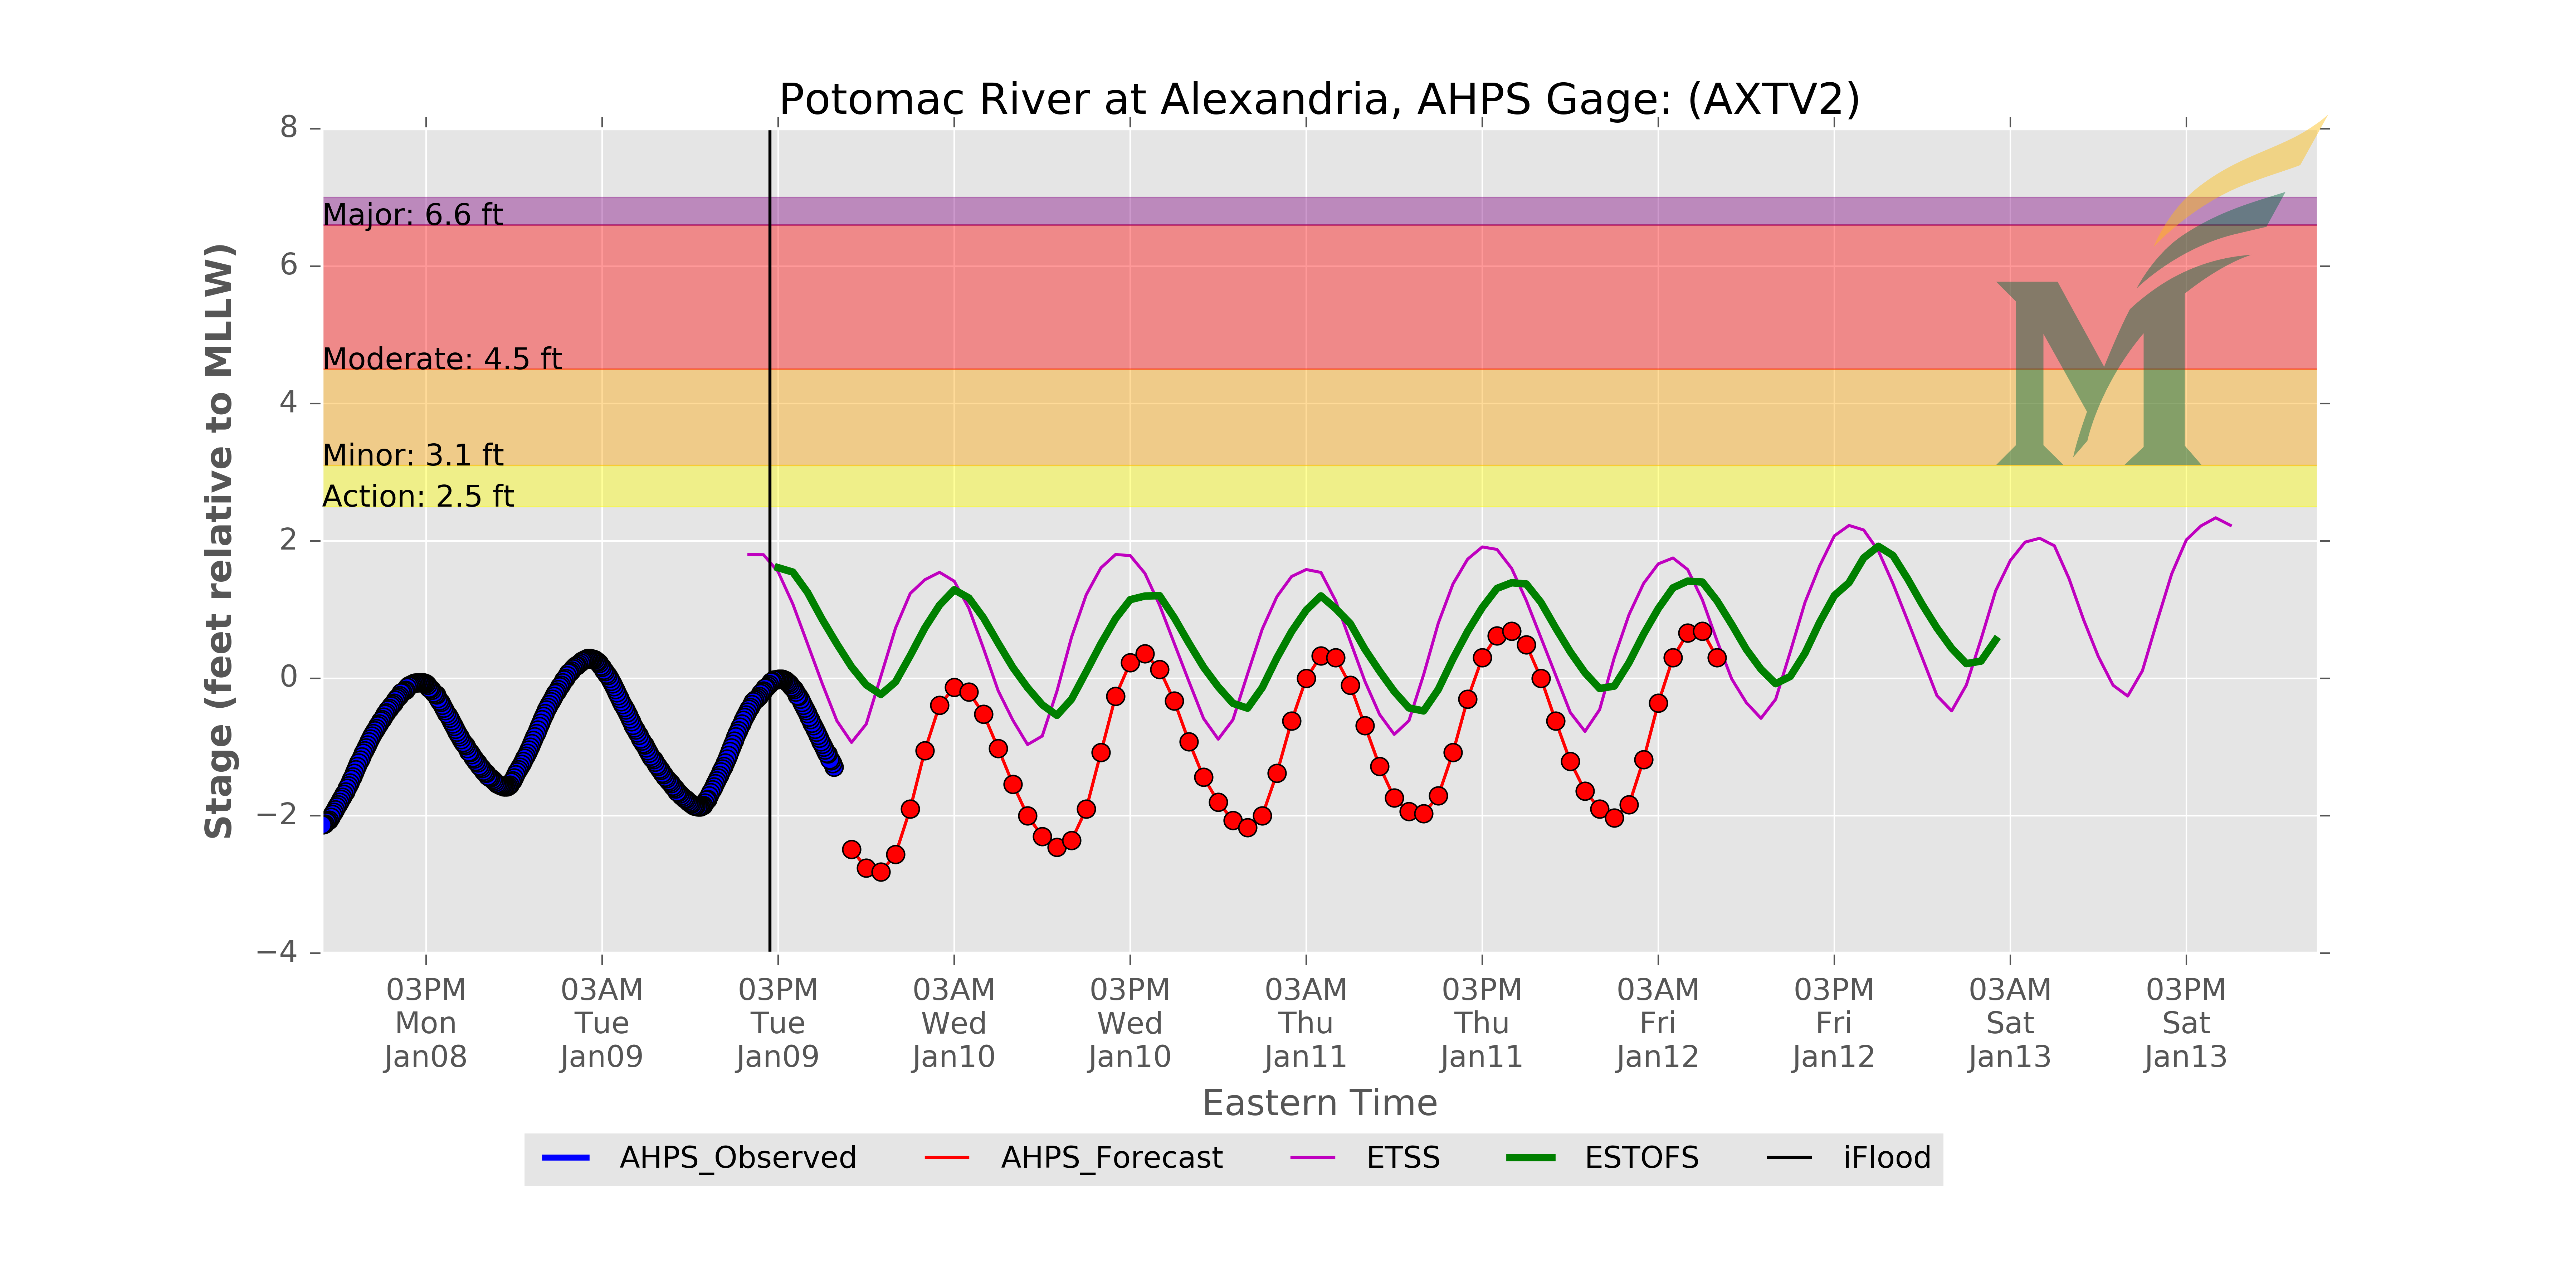 Potomac River at Alexandria, AHPS Gage: (AXTV2)
8
6
4
2
0
−2
−4
Stage (feet relative to MLLW)
Major: 6.6 ft
Moderate: 4.5 ft
Minor: 3.1 ft
Action: 2.5 ft
M
03PM Mon Jan08
03AM Tue Jan09
03PM Tue Jan09
03AM Wed Jan10
03PM Wed Jan10
03AM Thu Jan11
03PM Thu Jan11
03AM Fri Jan12
03PM Fri Jan12
03AM Sat Jan13
03PM Sat Jan13
Eastern Time
AHPS_Observed AHPS_Forecast ETSS ESTOFS iFlood